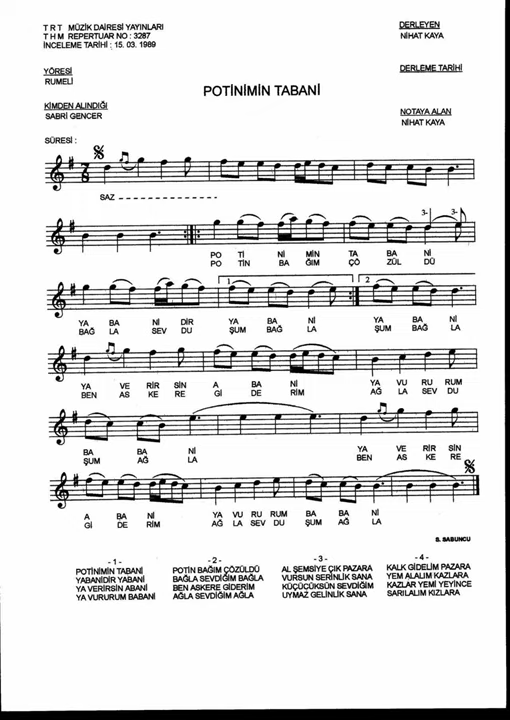 T R T MÜZİK DAİRESİ YAYINLARI
T H M REPERTUAR NO : 3287
İNCELEME TARİHİ : 15. 03. 1989
DERLEYEN
NİHAT KAYA
YÖRESİ
RUMELİ
DERLEME TARİHİ
POTİNİMİN TABANİ
KİMDEN ALINDIĞI
SABRİ GENCER
NOTAYA ALAN
NİHAT KAYA
SÜRESİ :
7 8
SAZ
3 3
PO Tİ Nİ MİN TA BA Nİ
PO TİN BA ĞIM ÇÖ ZÜL DÜ
1 2
YA BA Nİ DİR YA BA Nİ YA BA Nİ
BAĞ LA SEV DU ŞUM BAĞ LA ŞUM BAĞ LA
YA VE RİR SİN A BA Nİ YA VU RU RUM
BEN AS KE RE Gİ DE RİM AĞ LA SEV DU
BA BA Nİ YA VE RİR SİN
ŞUM AĞ LA BEN AS KE RE
A BA Nİ YA VU RU RUM BA BA Nİ
Gİ DE RİM AĞ LA SEV DU ŞUM AĞ LA
S. SABUNCU
- 1 -
POTİNİMİN TABANİ
YABANİDİR YABANİ
YA VERİRSİN ABANİ
YA VURURUM BABANİ
- 2 -
POTİN BAĞIM ÇÖZÜLDÜ
BAĞLA SEVDİĞİM BAĞLA
BEN ASKERE GİDERİM
AĞLA SEVDİĞİM AĞLA
- 3 -
AL ŞEMSİYE ÇIK PAZARA
VURSUN SERİNLİK SANA
KÜÇÜCÜKSÜN SEVDİĞİM
UYMAZ GELİNLİK SANA
- 4 -
KALK GİDELİM PAZARA
YEM ALALIM KAZLARA
KAZLAR YEMİ YEYİNCE
SARILALIM KIZLARA